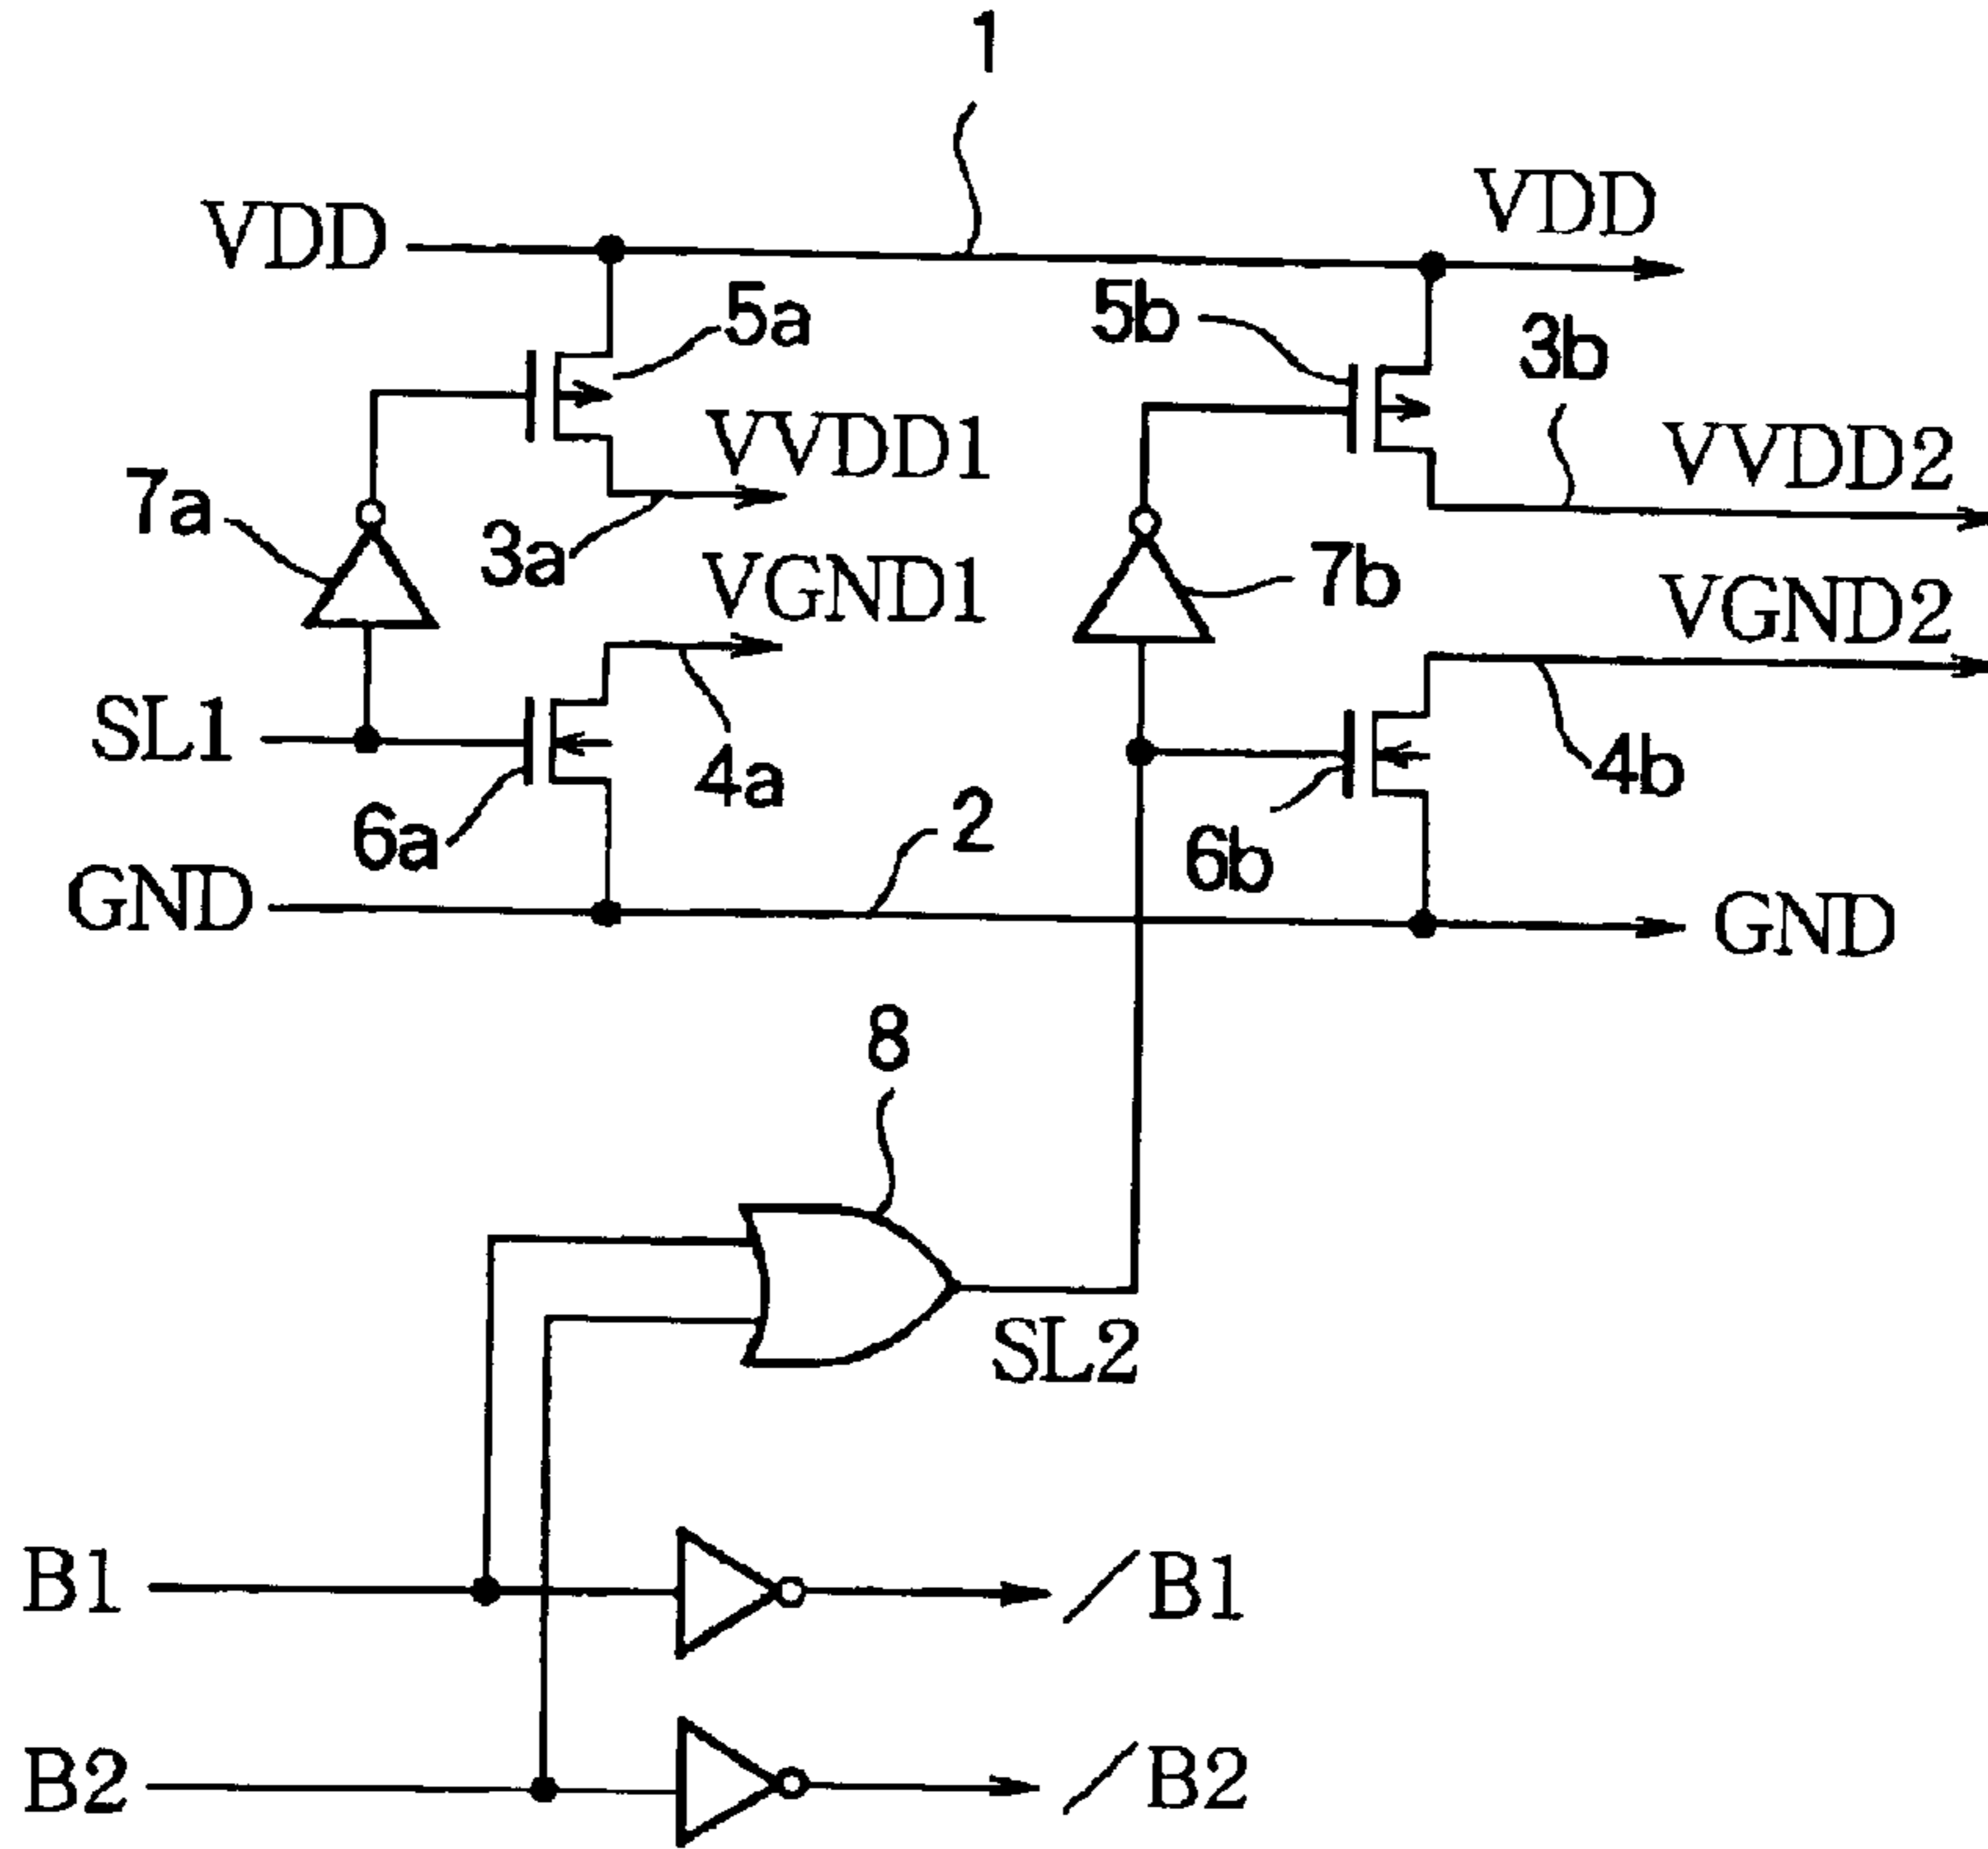 1
VDD
VDD
5a
5b
3b
VVDD1
VVDD2
7a
3a
VGND1
7b
VGND2
SL1
4a
4b
6a
2
6b
GND
GND
8
SL2
B1
/B1
B2
/B2